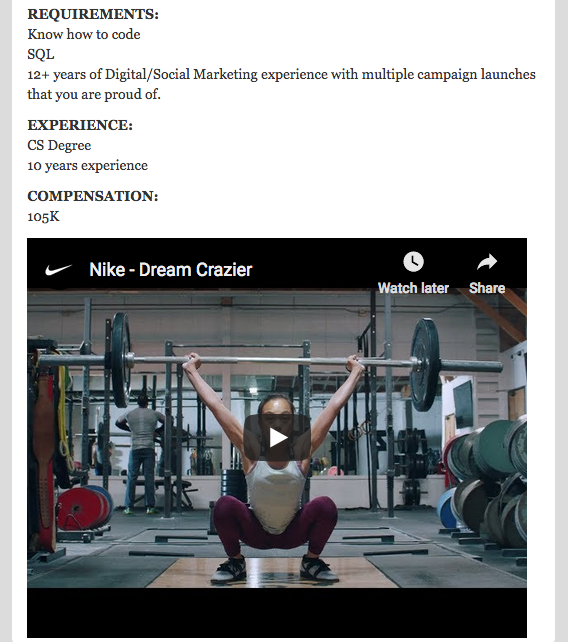 REQUIREMENTS:
Know how to code
SQL
12+ years of Digital/Social Marketing experience with multiple campaign launches
that you are proud of.
EXPERIENCE:
CS Degree
10 years experience
COMPENSATION:
105K
Nike - Dream Crazier
Watch later
Share